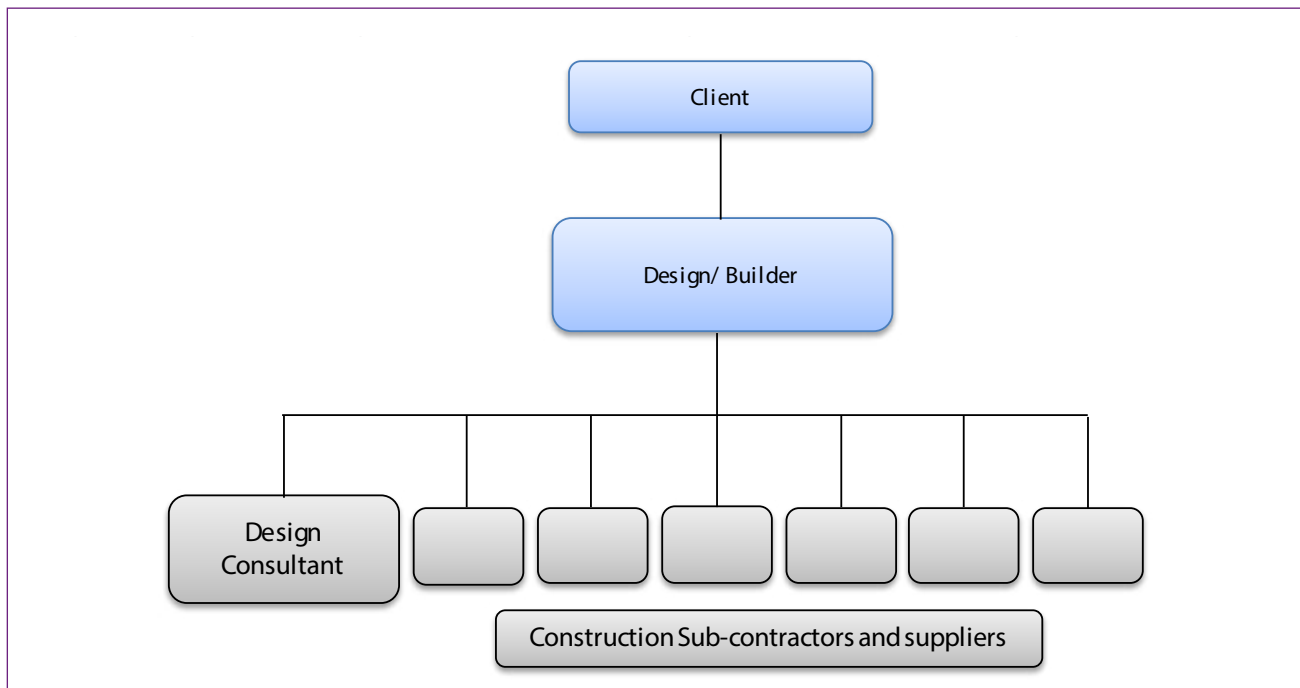 Client
Design/ Builder
Design
Consultant
Construction Sub-contractors and suppliers